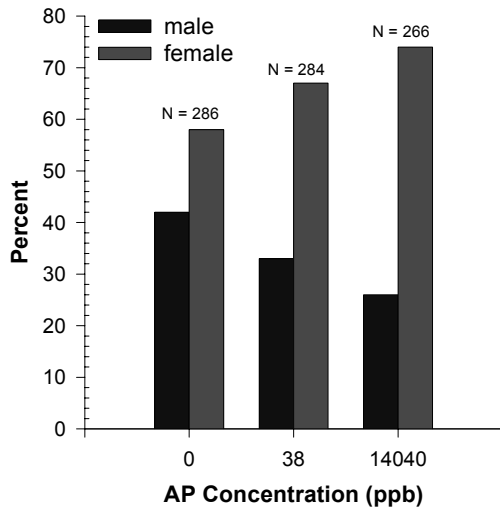 male
female
N = 286
N = 284
N = 266
80
70
60
50
40
30
20
10
0
Percent
0 38 14040
AP Concentration (ppb)